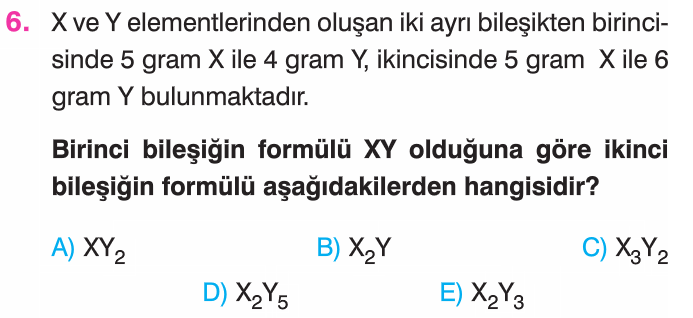 6. X ve Y elementlerinden oluşan iki ayrı bileşikten birinci-
sinde 5 gram X ile 4 gram Y, ikincisinde 5 gram X ile 6
gram Y bulunmaktadır.
Birinci bileşiğin formülü XY olduğuna göre ikinci
bileşiğin formülü aşağıdakilerden hangisidir?
A) XY₂ B) X₂Y C) X₃Y₂
D) X₂Y₅ E) X₂Y₃